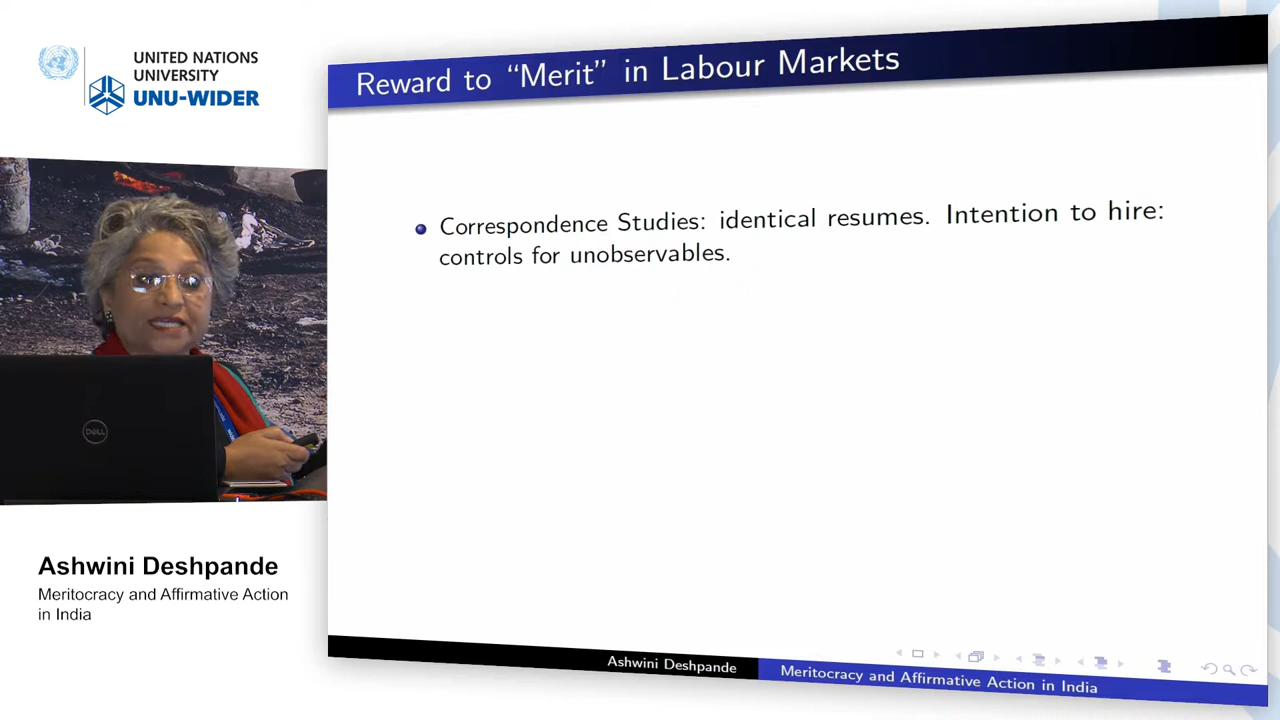 UNITED NATIONS
UNIVERSITY
UNU-WIDER
Reward to “Merit” in Labour Markets
Correspondence Studies: identical resumes. Intention to hire:
controls for unobservables.
DELL
Ashwini Deshpande
Meritocracy and Affirmative Action
in India
Ashwini Deshpande
Meritocracy and Affirmative Action in India